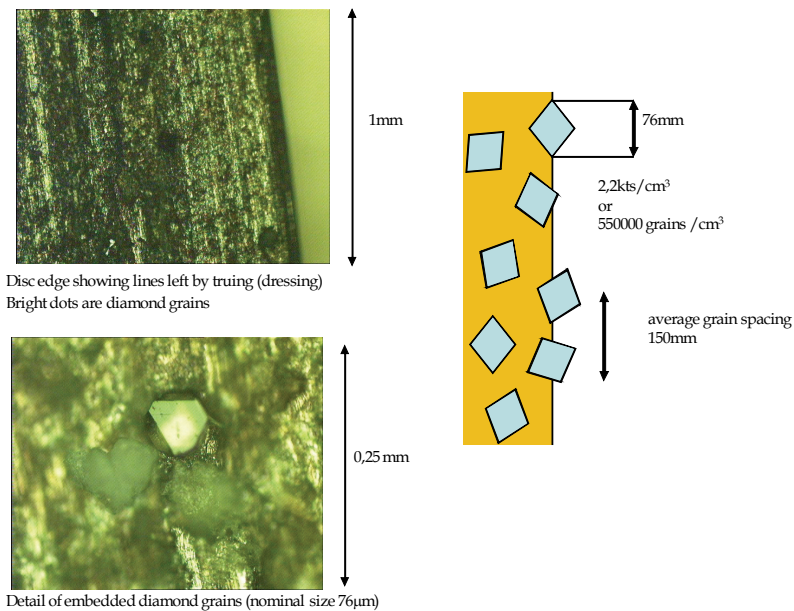 1mm
Disc edge showing lines left by truing (dressing)
Bright dots are diamond grains
0,25 mm
Detail of embedded diamond grains (nominal size 76µm)
76mm
2,2kts/cm³
or
550000 grains /cm³
average grain spacing
150mm